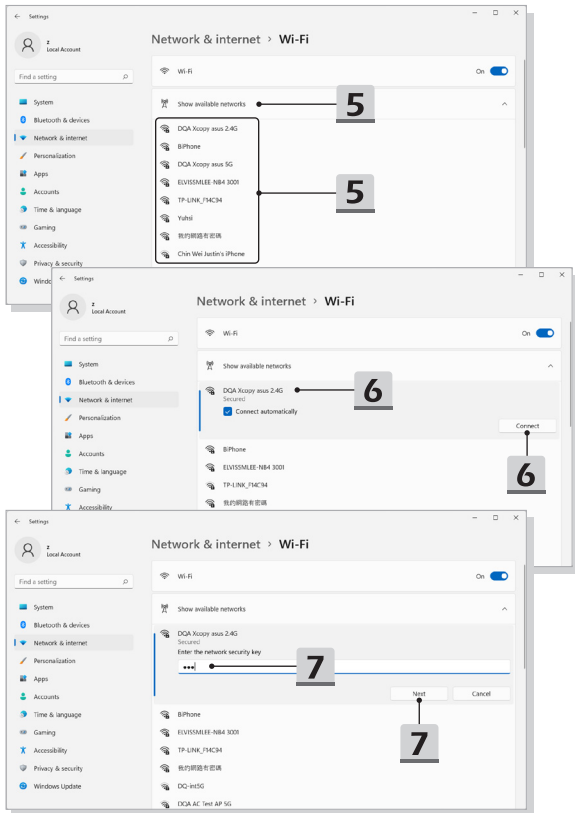 Settings
z
Local Account
Find a setting
System
Bluetooth & devices
Network & internet
Personalization
Apps
Accounts
Time & language
Gaming
Accessibility
Privacy & security
Windo
Network & internet > Wi-Fi
Wi-Fi
On
Show available networks
5
DQA Xcopy asus 2.4G
BiPhone
DQA Xcopy asus 5G
ELVISSMLEE-NB4 3001
TP-LINK_F14C94
Yuhsi
我的網路有密碼
Chin Wei Justin's iPhone
5
Settings
z
Local Account
Find a setting
System
Bluetooth & devices
Network & internet
Personalization
Apps
Accounts
Time & language
Gaming
Accessibility
Network & internet > Wi-Fi
Wi-Fi
On
Show available networks
DQA Xcopy asus 2.4G
6
Secured
Connect automatically
Connect
6
BiPhone
ELVISSMLEE-NB4 3001
TP-LINK_F14C94
我的網路有密碼
Settings
z
Local Account
Find a setting
System
Bluetooth & devices
Network & internet
Personalization
Apps
Accounts
Time & language
Gaming
Accessibility
Privacy & security
Windows Update
Network & internet > Wi-Fi
Wi-Fi
On
Show available networks
DQA Xcopy asus 2.4G
Secured
Enter the network security key
•••
7
Next
Cancel
7
BiPhone
ELVISSMLEE-NB4 3001
TP-LINK_F14C94
我的網路有密碼
DQ-int5G
DQA AC Test AP 5G